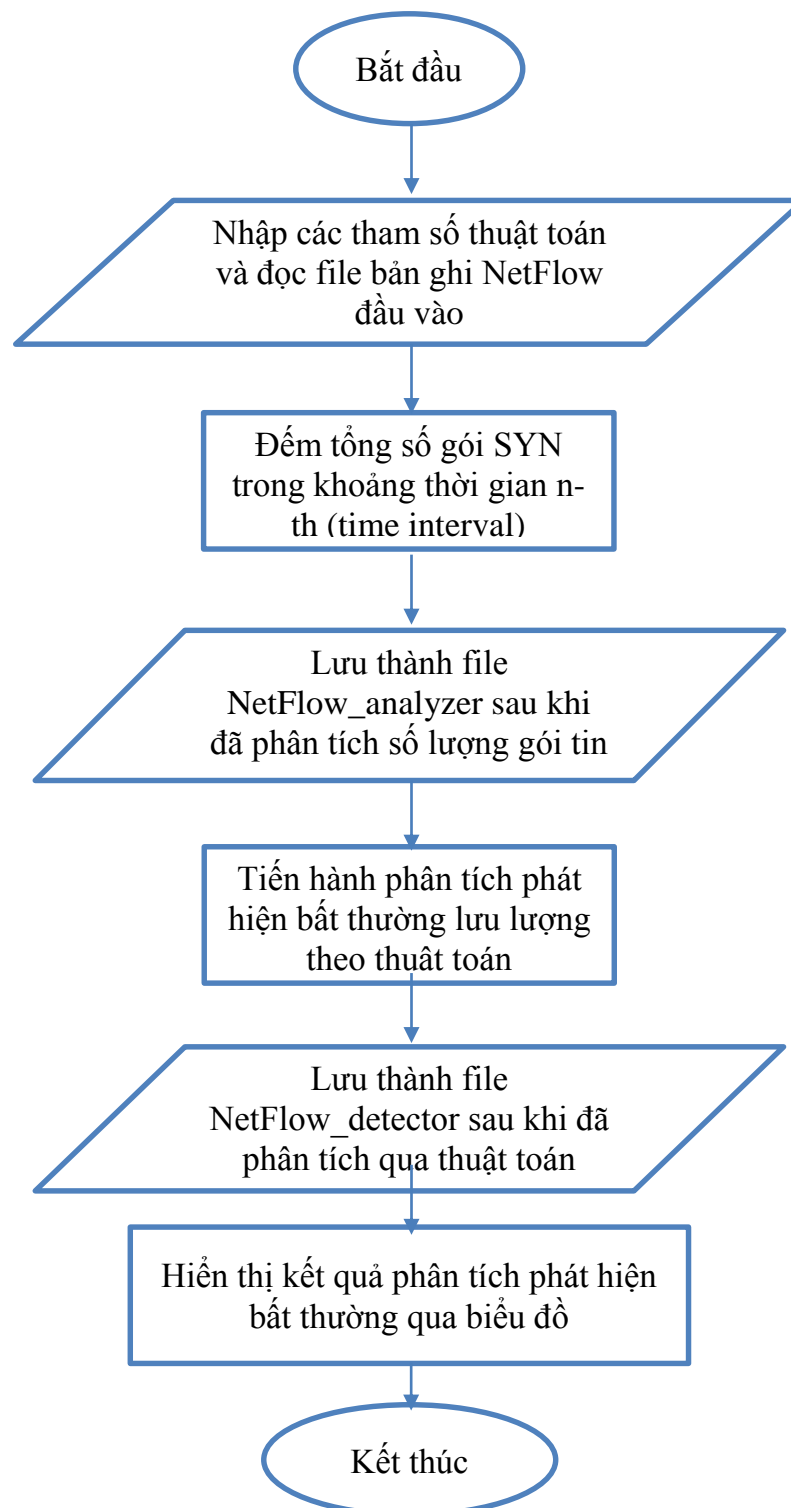 Bắt đầu
Nhập các tham số thuật toán
và đọc file bản ghi NetFlow
đầu vào
Đếm tổng số gói SYN
trong khoảng thời gian n-
th (time interval)
Lưu thành file
NetFlow_analyzer sau khi
đã phân tích số lượng gói tin
Tiến hành phân tích phát
hiện bất thường lưu lượng
theo thuật toán
Lưu thành file
NetFlow_detector sau khi đã
phân tích qua thuật toán
Hiển thị kết quả phân tích phát hiện
bất thường qua biểu đồ
Kết thúc